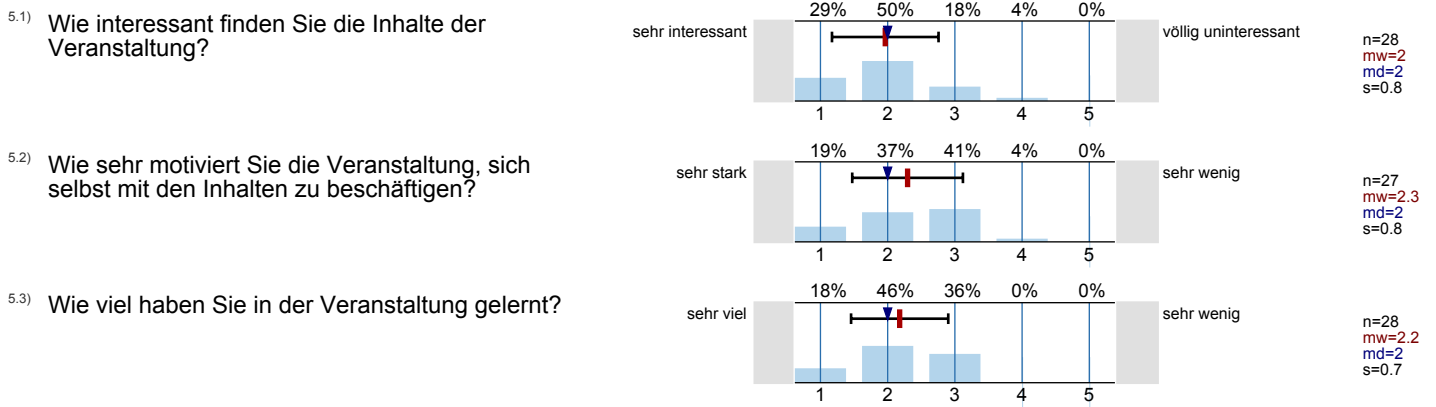 5.1) Wie interessant finden Sie die Inhalte der
Veranstaltung?
sehr interessant
29% 50% 18% 4% 0%
1 2 3 4 5
völlig uninteressant
n=28
mw=2
md=2
s=0.8
5.2) Wie sehr motiviert Sie die Veranstaltung, sich
selbst mit den Inhalten zu beschäftigen?
sehr stark
19% 37% 41% 4% 0%
1 2 3 4 5
sehr wenig
n=27
mw=2.3
md=2
s=0.8
5.3) Wie viel haben Sie in der Veranstaltung gelernt?
sehr viel
18% 46% 36% 0% 0%
1 2 3 4 5
sehr wenig
n=28
mw=2.2
md=2
s=0.7